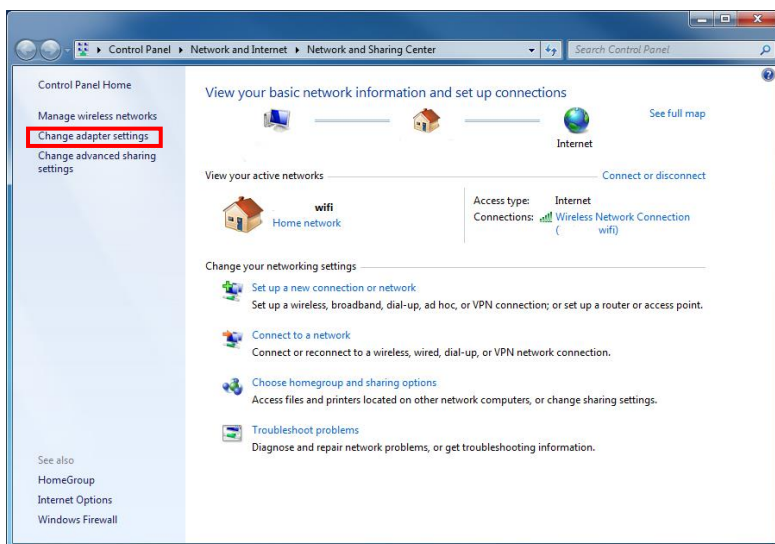 Control Panel ▸ Network and Internet ▸ Network and Sharing Center
Search Control Panel
Control Panel Home
Manage wireless networks
Change adapter settings
Change advanced sharing
settings
View your basic network information and set up connections
See full map
Internet
View your active networks
Connect or disconnect
wifi
Home network
Access type: Internet
Connections: Wireless Network Connection
( wifi)
Change your networking settings
Set up a new connection or network
Set up a wireless, broadband, dial-up, ad hoc, or VPN connection; or set up a router or access point.
Connect to a network
Connect or reconnect to a wireless, wired, dial-up, or VPN network connection.
Choose homegroup and sharing options
Access files and printers located on other network computers, or change sharing settings.
Troubleshoot problems
Diagnose and repair network problems, or get troubleshooting information.
See also
HomeGroup
Internet Options
Windows Firewall